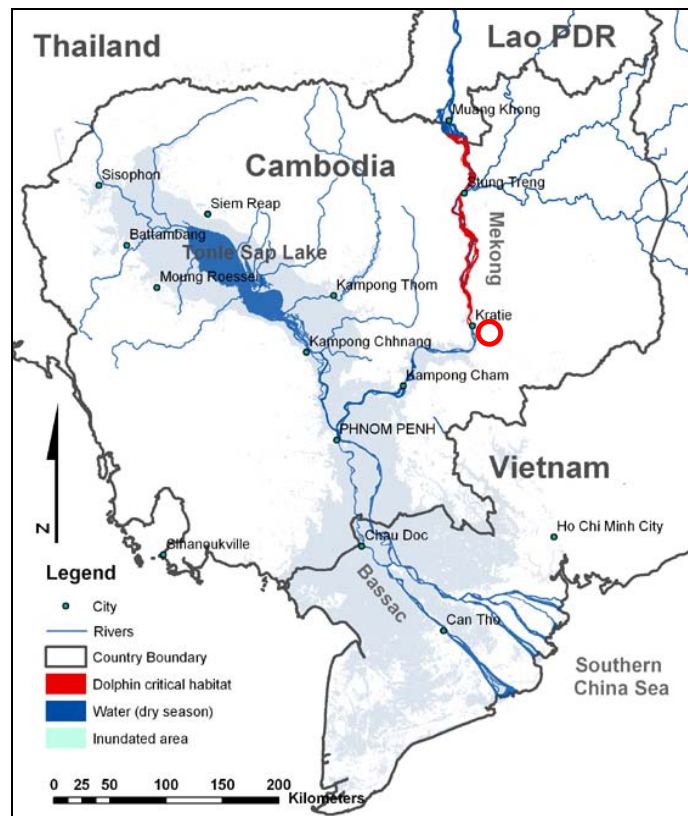 Thailand
Lao PDR
Muang Khong
Cambodia
Sisophon
Stung Treng
Siem Reap
Mekong
Battambang
Tonle Sap Lake
Moung Roessei
Kampong Thom
Kratie
Kampong Chhnang
Kampong Cham
PHNOM PENH
Vietnam
N
Ho Chi Minh City
Chau Doc
Sihanoukville
Legend
City
Rivers
Country Boundary
Dolphin critical habitat
Water (dry season)
Inundated area
Bassac
Can Tho
Southern
China Sea
0 25 50 100 150 200
Kilometers